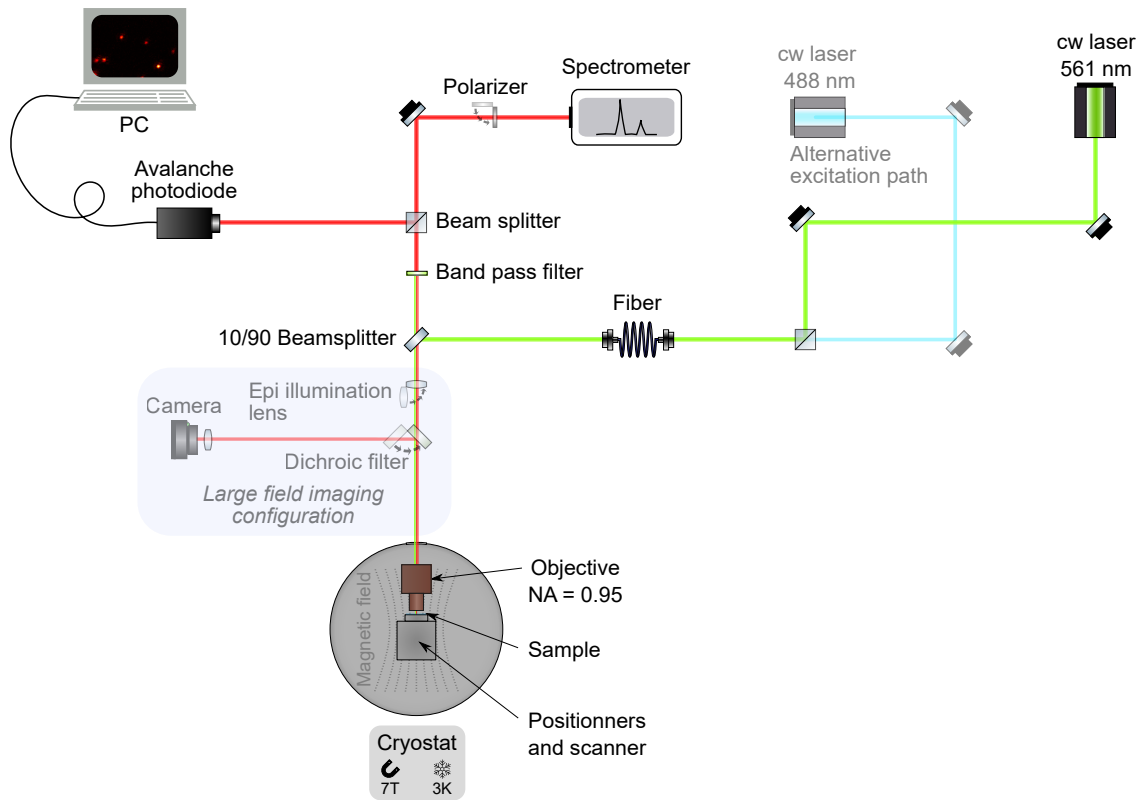 cw laser
561 nm
cw laser
488 nm
Spectrometer
Polarizer
PC
Alternative
excitation path
Avalanche
photodiode
Beam splitter
Band pass filter
Fiber
10/90 Beamsplitter
Epi illumination
lens
Camera
Dichroic filter
Large field imaging
configuration
Objective
NA = 0.95
Magnetic field
Sample
Positionners
and scanner
Cryostat
7T
3K